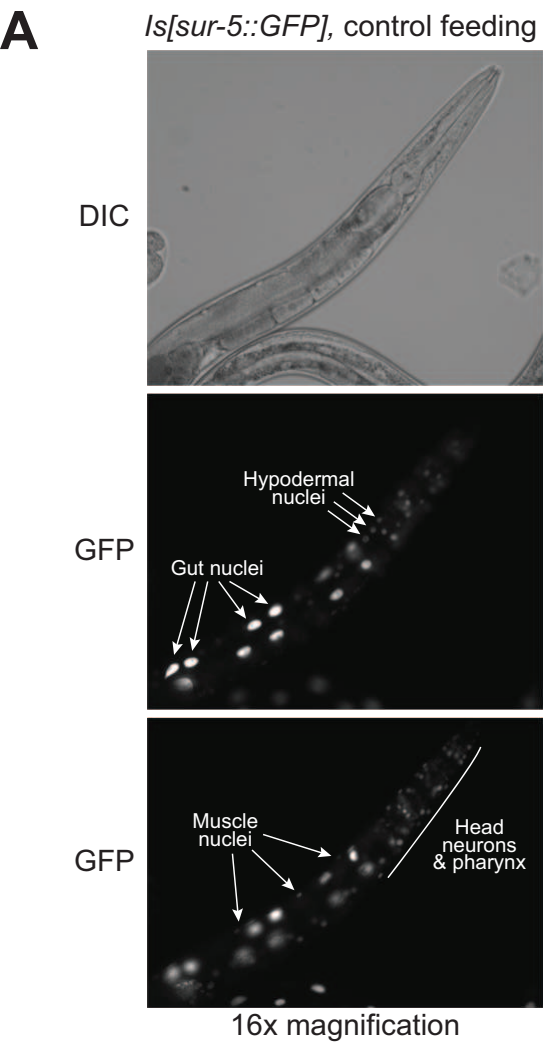 A
Is[sur-5::GFP], control feeding
DIC
GFP
Hypodermal
nuclei
Gut nuclei
GFP
Muscle
nuclei
Head
neurons
& pharynx
16x magnification